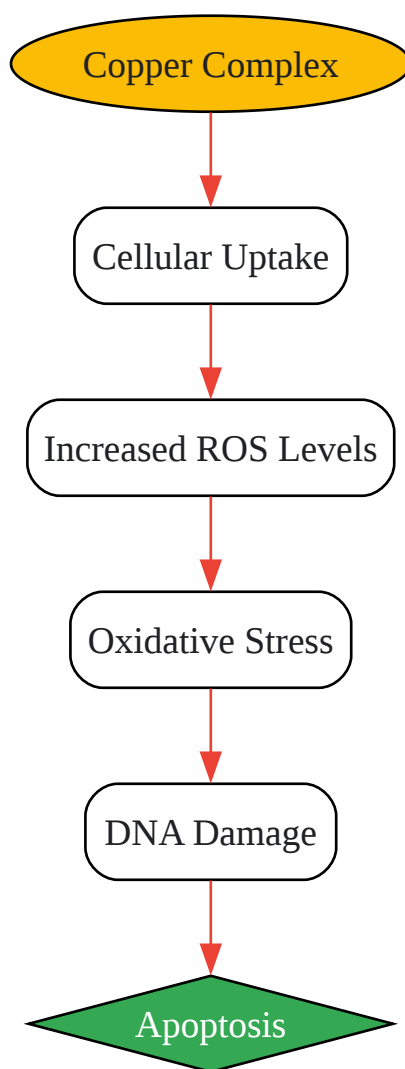 Copper Complex
Cellular Uptake
Increased ROS Levels
Oxidative Stress
DNA Damage
Apoptosis